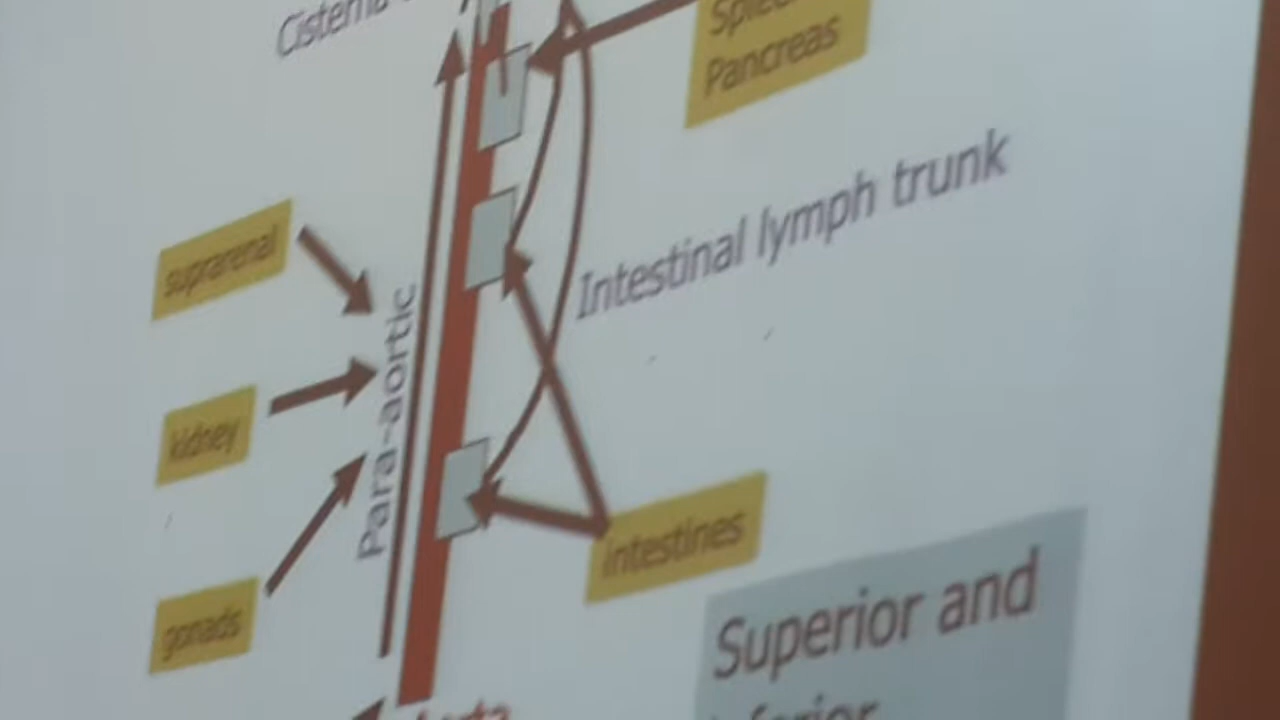 Pancreas
Intestinal lymph trunk
suprarenal
Para-aortic
kidney
intestines
gonads
Superior and